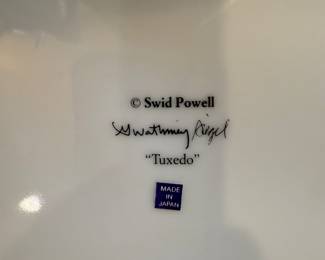 © Swid Powell
Gwathmey Siegel
“Tuxedo”
MADE
IN
JAPAN